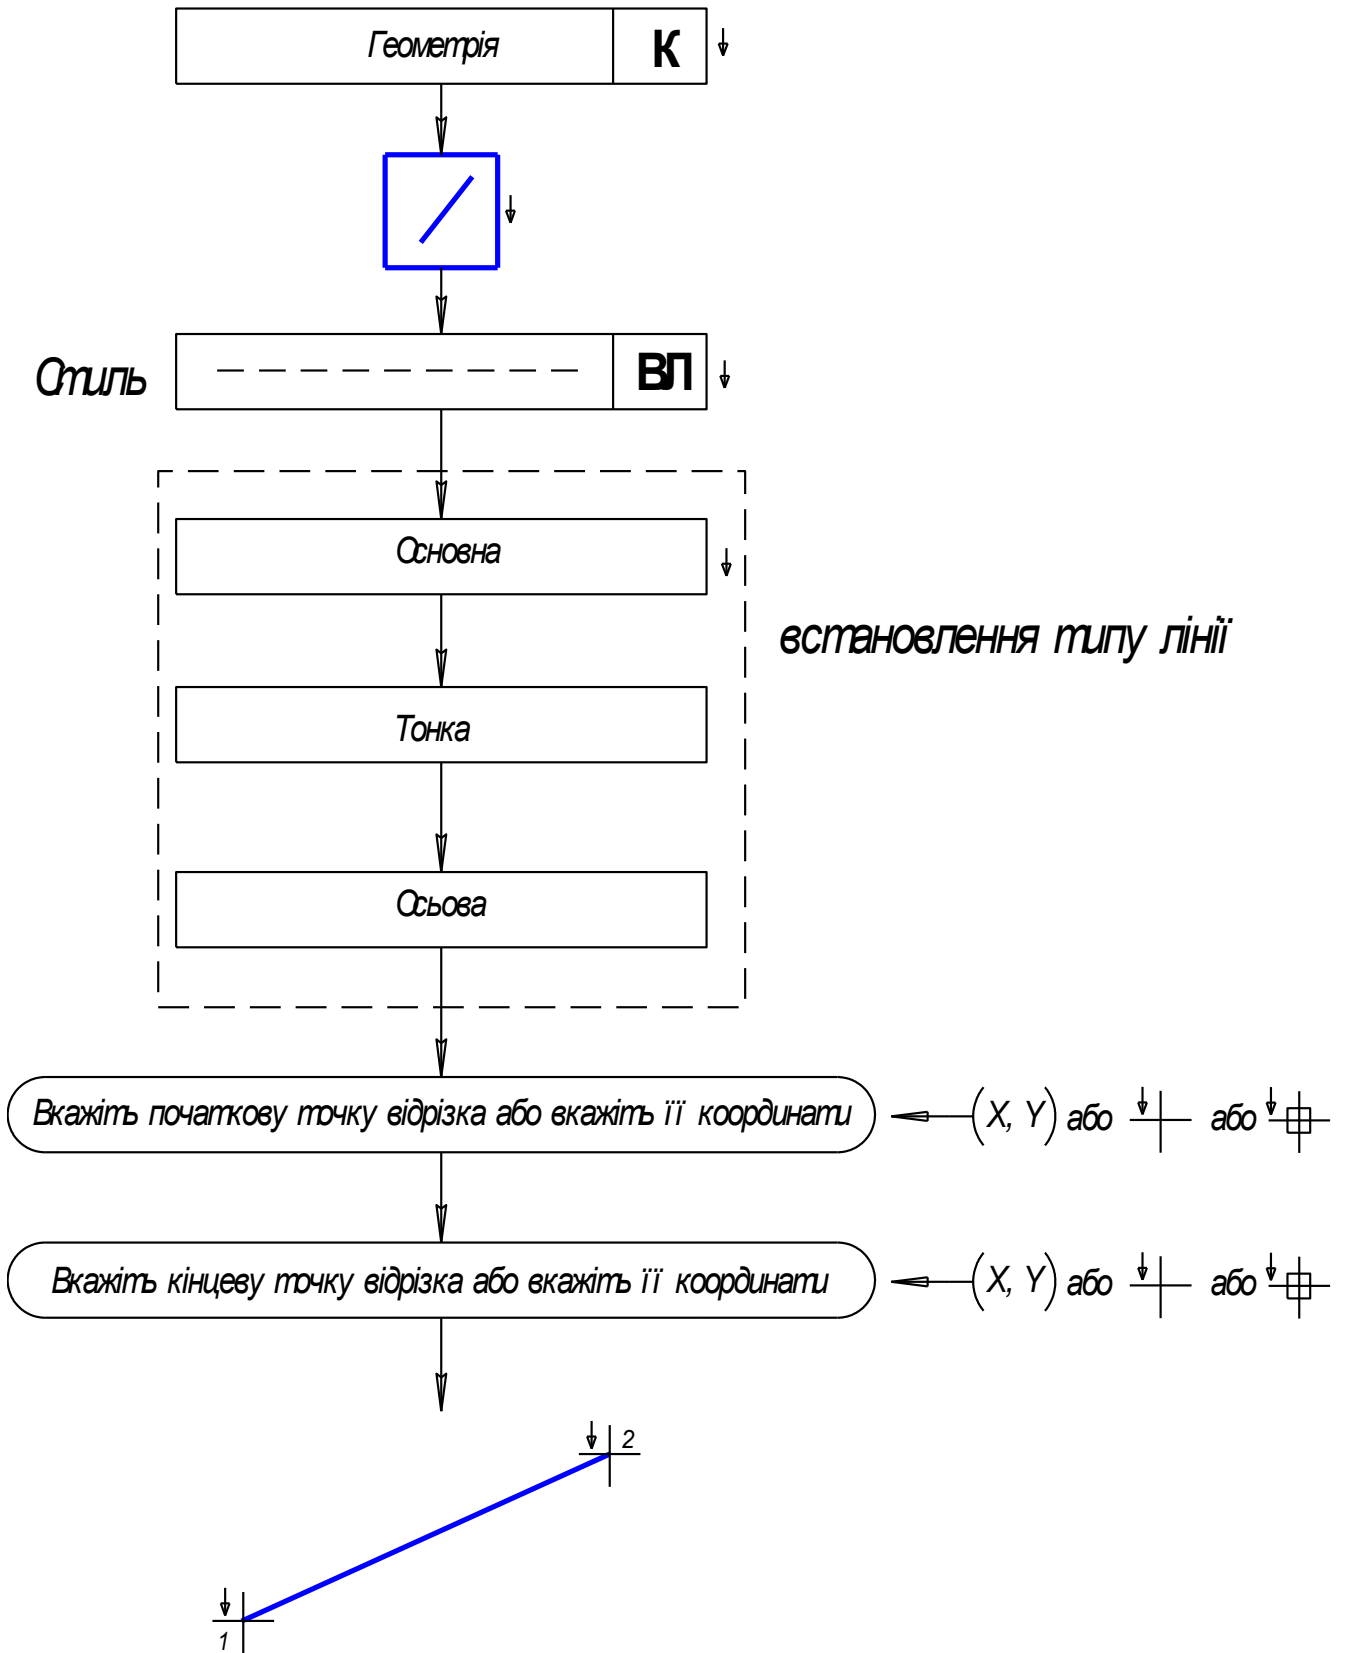 Геометрія К
Стиль ВЛ
Основна
встановлення типу лінії
Тонка
Осьова
Вкажіть початкову точку відрізка або вкажіть її координати (X, Y) або або
Вкажіть кінцеву точку відрізка або вкажіть її координати (X, Y) або або
2
1